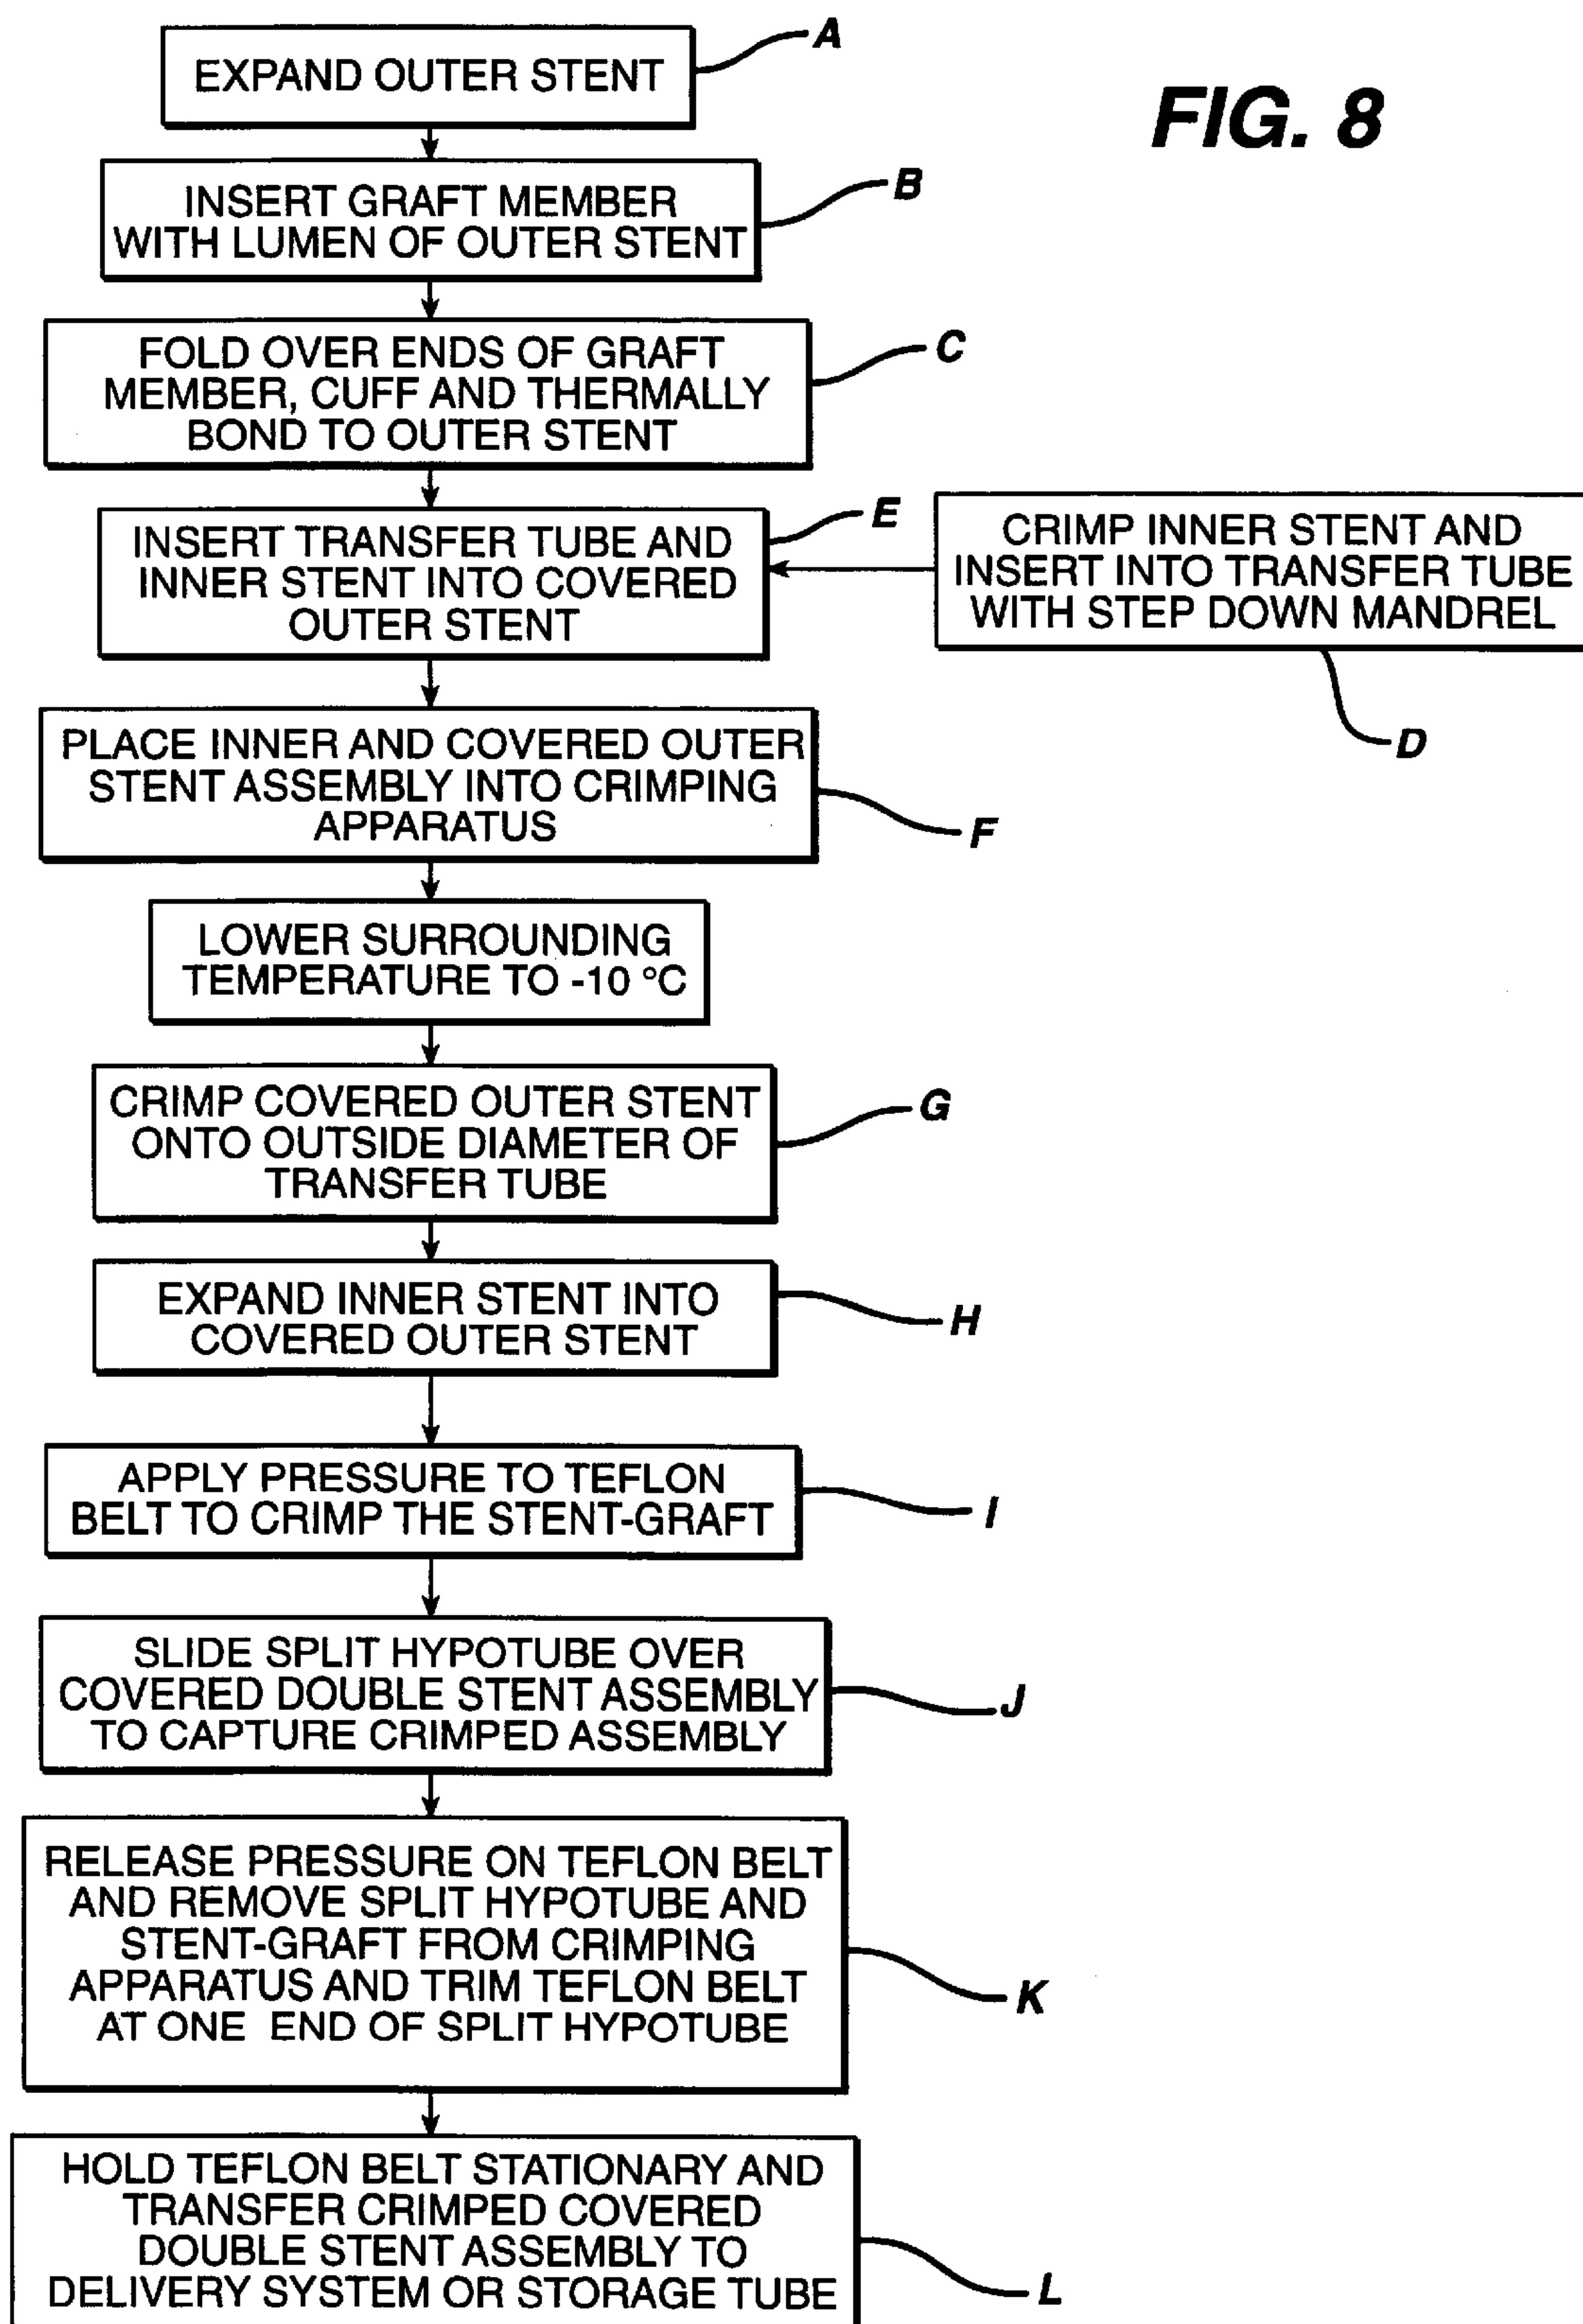 FIG. 8
EXPAND OUTER STENT
A
INSERT GRAFT MEMBER
WITH LUMEN OF OUTER STENT
B
FOLD OVER ENDS OF GRAFT
MEMBER, CUFF AND THERMALLY
BOND TO OUTER STENT
C
CRIMP INNER STENT AND
INSERT INTO TRANSFER TUBE
WITH STEP DOWN MANDREL
D
INSERT TRANSFER TUBE AND
INNER STENT INTO COVERED
OUTER STENT
E
PLACE INNER AND COVERED OUTER
STENT ASSEMBLY INTO CRIMPING
APPARATUS
F
LOWER SURROUNDING
TEMPERATURE TO -10 °C
CRIMP COVERED OUTER STENT
ONTO OUTSIDE DIAMETER OF
TRANSFER TUBE
G
EXPAND INNER STENT INTO
COVERED OUTER STENT
H
APPLY PRESSURE TO TEFLON
BELT TO CRIMP THE STENT-GRAFT
I
SLIDE SPLIT HYPOTUBE OVER
COVERED DOUBLE STENT ASSEMBLY
TO CAPTURE CRIMPED ASSEMBLY
J
RELEASE PRESSURE ON TEFLON BELT
AND REMOVE SPLIT HYPOTUBE AND
STENT-GRAFT FROM CRIMPING
APPARATUS AND TRIM TEFLON BELT
AT ONE END OF SPLIT HYPOTUBE
K
HOLD TEFLON BELT STATIONARY AND
TRANSFER CRIMPED COVERED
DOUBLE STENT ASSEMBLY TO
DELIVERY SYSTEM OR STORAGE TUBE
L